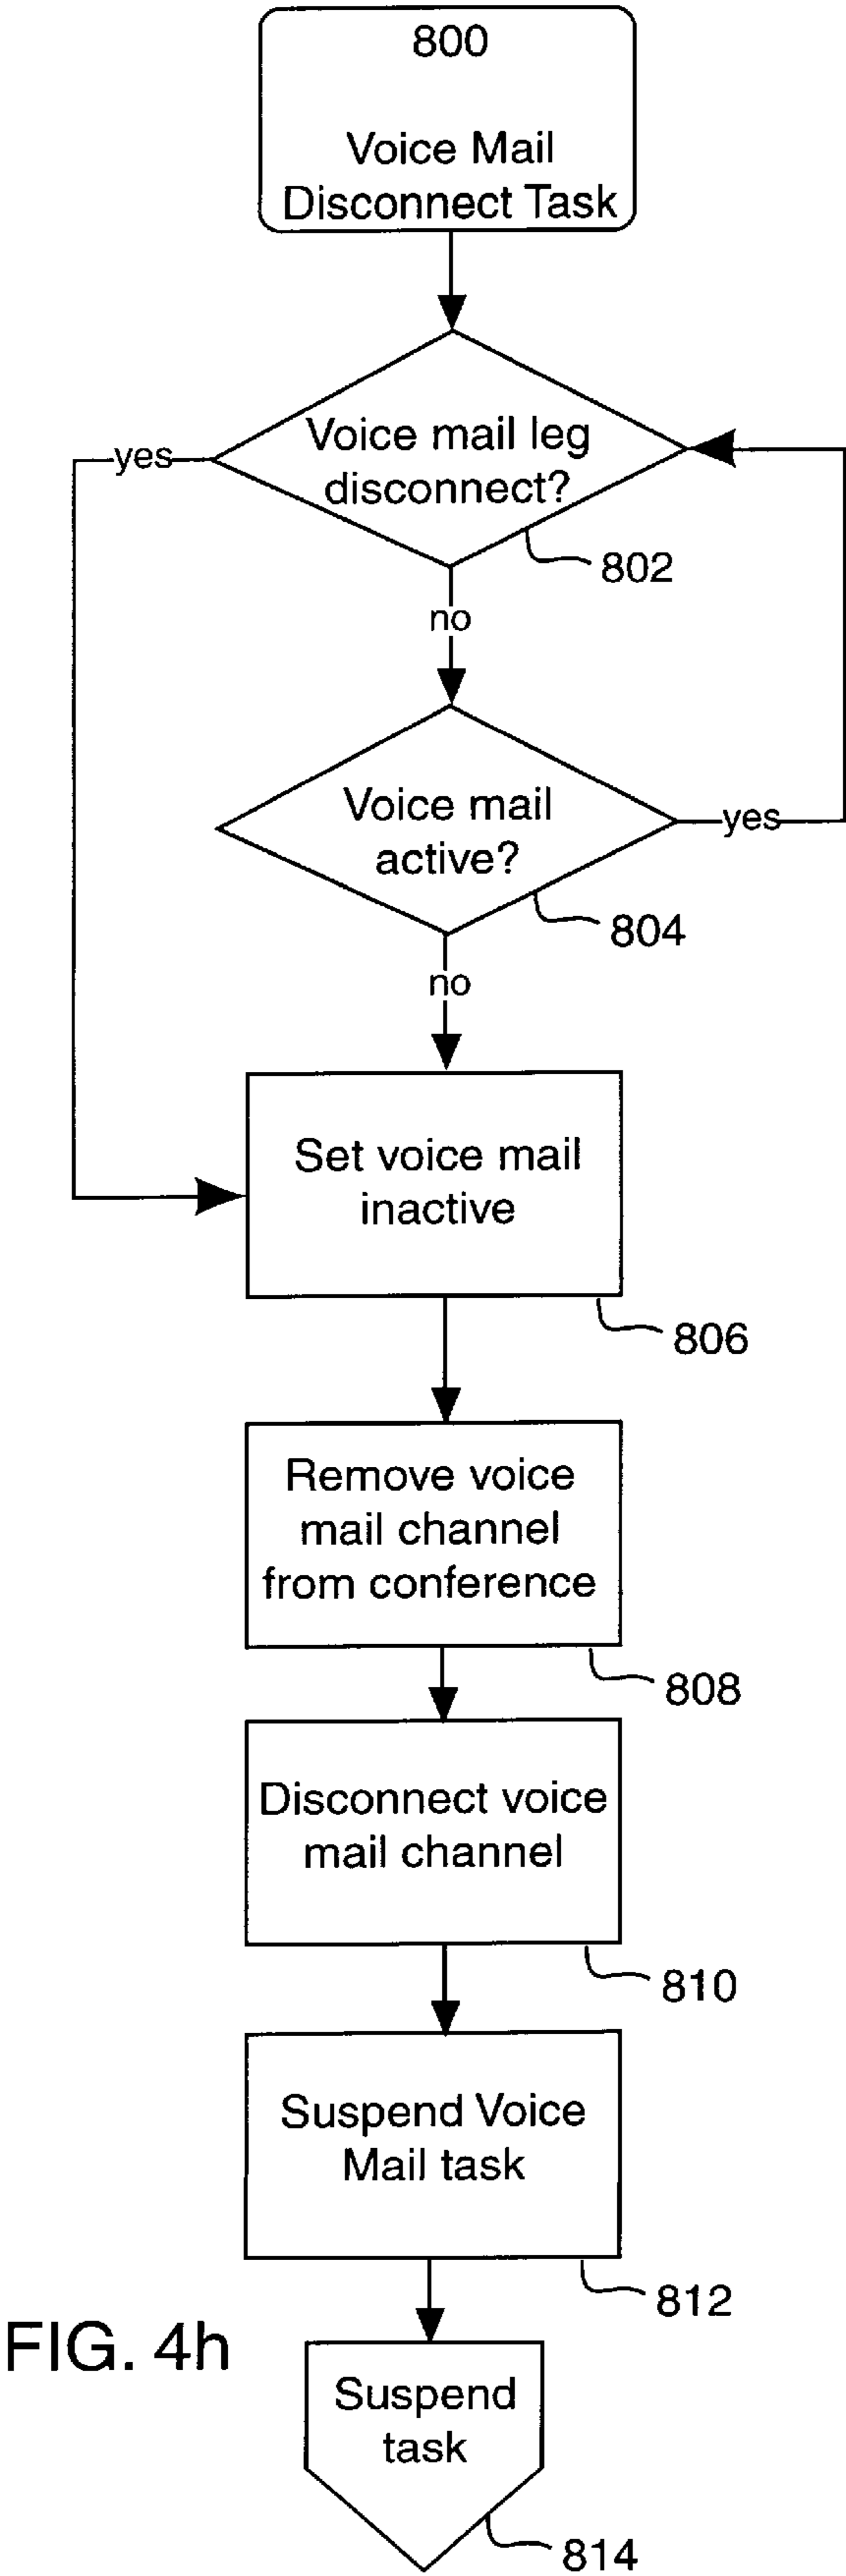 800
Voice Mail
Disconnect Task
Voice mail leg
disconnect?
yes
802
no
Voice mail
active?
yes
804
no
Set voice mail
inactive
806
Remove voice
mail channel
from conference
808
Disconnect voice
mail channel
810
Suspend Voice
Mail task
812
FIG. 4h
Suspend
task
814